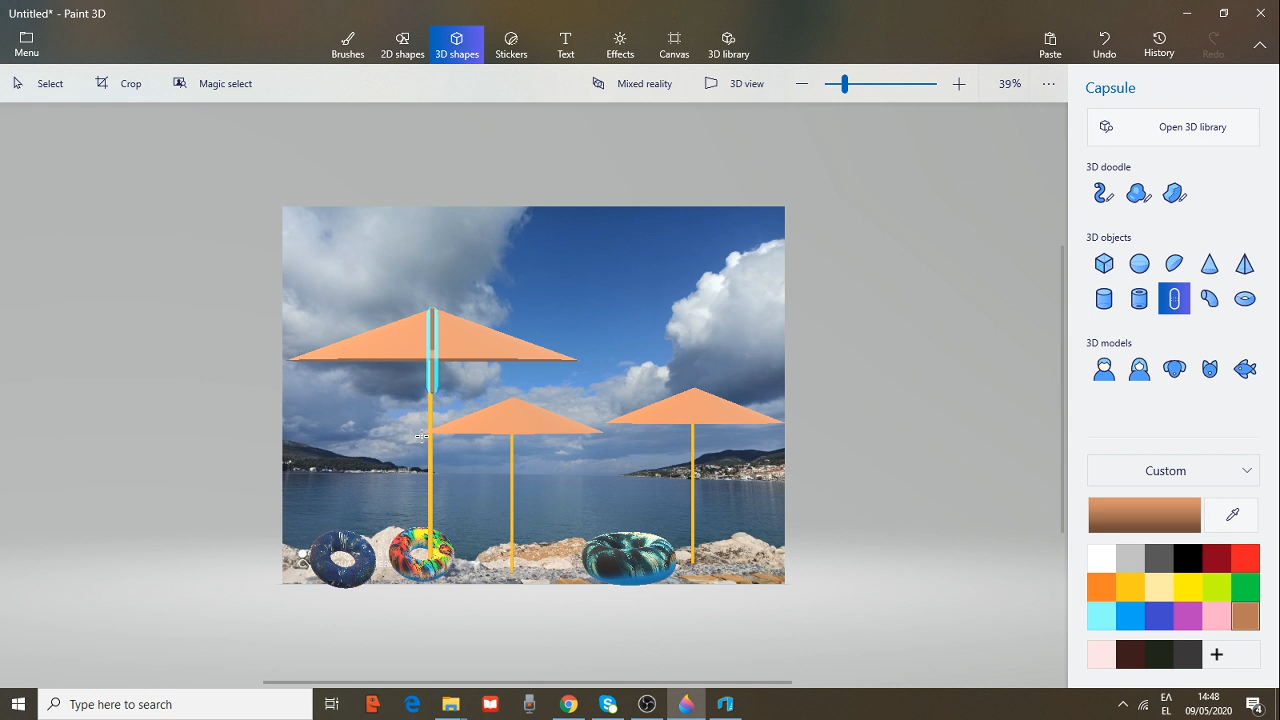 Untitled* - Paint 3D
Menu
Brushes
2D shapes
3D shapes
Stickers
Text
Effects
Canvas
3D library
Paste
Undo
History
Redo
Select
Crop
Magic select
Mixed reality
3D view
39%
Capsule
Open 3D library
3D doodle
3D objects
3D models
Custom
Type here to search
ΕΛ
EL
14:48
09/05/2020
4